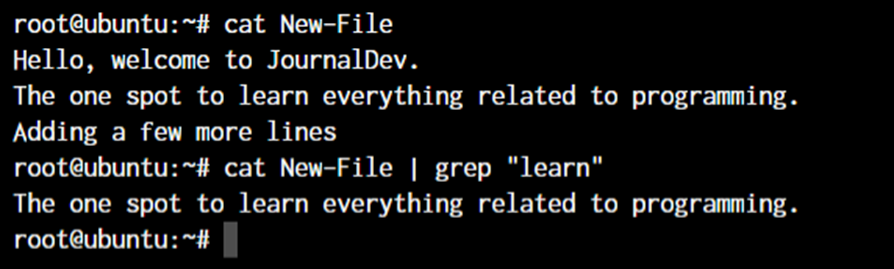 root@ubuntu:~# cat New-File
Hello, welcome to JournalDev.
The one spot to learn everything related to programming.
Adding a few more lines
root@ubuntu:~# cat New-File | grep "learn"
The one spot to learn everything related to programming.
root@ubuntu:~#